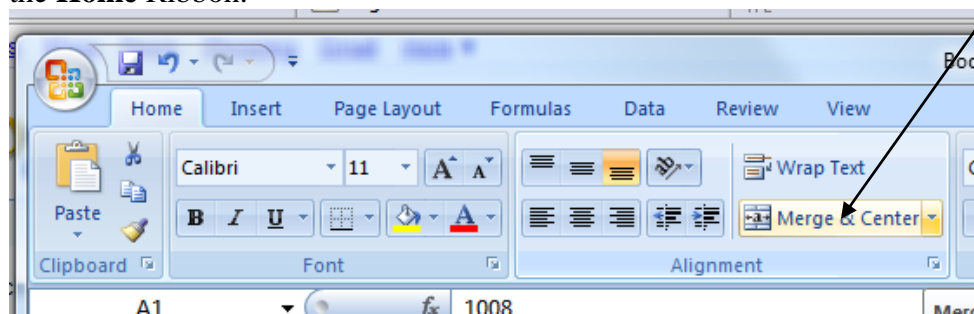 the Home Ribbon.
Home Insert Page Layout Formulas Data Review View
Calibri 11 A A Wrap Text
Paste B I U A Merge & Center
Clipboard Font Alignment
A1 fx 1008